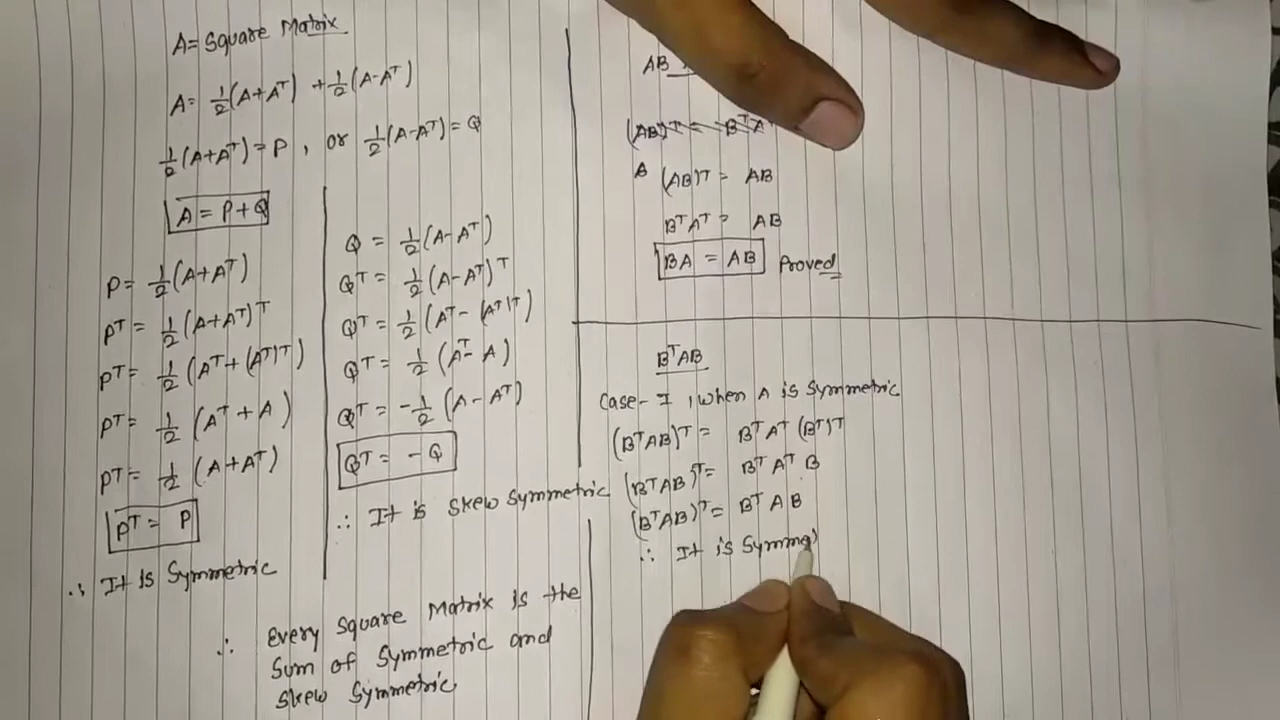 A= Square Matrix
A= 1/2(A+Aᵀ) +1/2(A-Aᵀ)
1/2(A+Aᵀ)=P , or 1/2(A-Aᵀ)= Q
A = P+Q
P= 1/2(A+Aᵀ)
Pᵀ= 1/2(A+Aᵀ)ᵀ
Pᵀ= 1/2(Aᵀ+(Aᵀ)ᵀ)
Pᵀ= 1/2(Aᵀ+A)
Pᵀ= 1/2(A+Aᵀ)
Pᵀ= P
∴ It is Symmetric
Q = 1/2(A-Aᵀ)
Qᵀ = 1/2(A-Aᵀ)ᵀ
Qᵀ= 1/2(Aᵀ-(Aᵀ)ᵀ)
Qᵀ= 1/2(Aᵀ-A)
Qᵀ= -1/2(A-Aᵀ)
Qᵀ= -Q
∴ It is Skew Symmetric
∴ Every Square Matrix is the
Sum of Symmetric and
Skew Symmetric
AB
(AB)ᵀ= BᵀAᵀ
(AB)ᵀ= AB
BᵀAᵀ= AB
BA = AB Proved
BᵀAB
Case-I, when A is Symmetric
(BᵀAB)ᵀ= BᵀAᵀ(Bᵀ)ᵀ
(BᵀAB)ᵀ= BᵀAᵀB
(BᵀAB)ᵀ= BᵀAB
∴ It is Symme